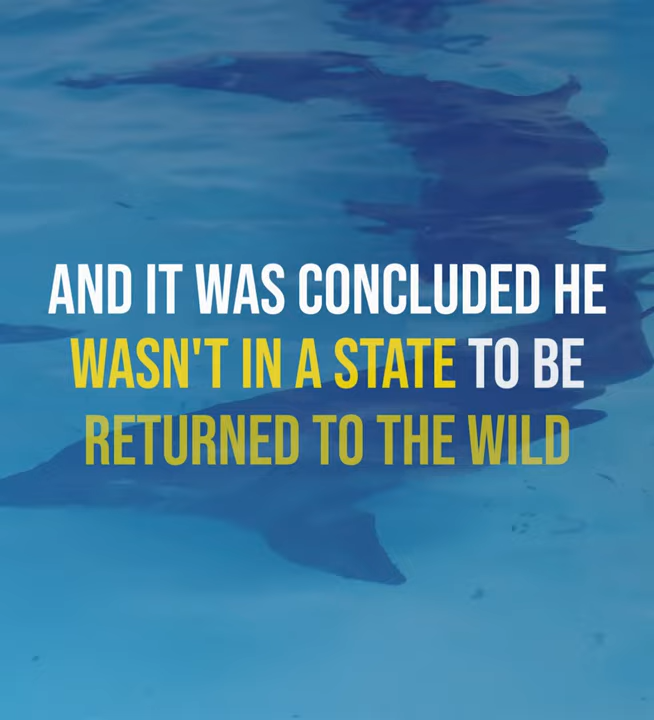 AND IT WAS CONCLUDED HE
WASN'T IN A STATE TO BE
RETURNED TO THE WILD